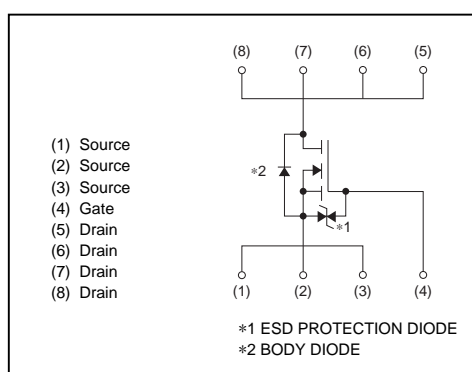 (8) (7) (6) (5)
(1) Source
(2) Source
(3) Source
(4) Gate
(5) Drain
(6) Drain
(7) Drain
(8) Drain
∗2
∗1
(1) (2) (3) (4)
∗1 ESD PROTECTION DIODE
∗2 BODY DIODE